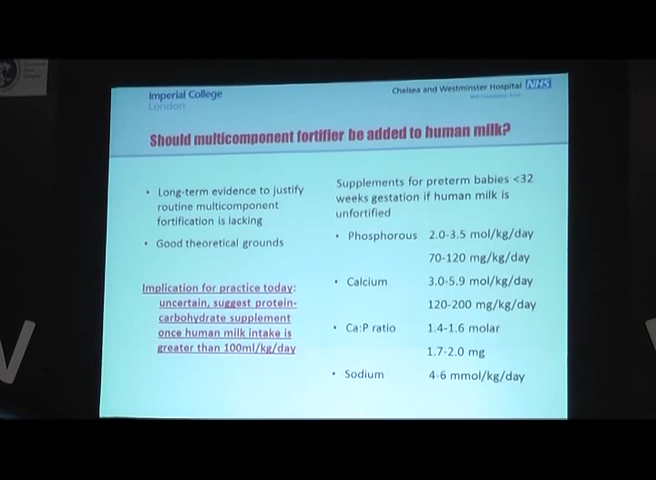 Imperial College
London
Chelsea and Westminster Hospital NHS
Should multicomponent fortifier be added to human milk?
• Long-term evidence to justify
routine multicomponent
fortification is lacking
• Good theoretical grounds
Implication for practice today:
uncertain, suggest protein-
carbohydrate supplement
once human milk intake is
greater than 100ml/kg/day
Supplements for preterm babies <32
weeks gestation if human milk is
unfortified
• Phosphorous 2.0-3.5 mol/kg/day
70-120 mg/kg/day
• Calcium 3.0-5.9 mol/kg/day
120-200 mg/kg/day
• Ca:P ratio 1.4-1.6 molar
1.7-2.0 mg
• Sodium 4-6 mmol/kg/day